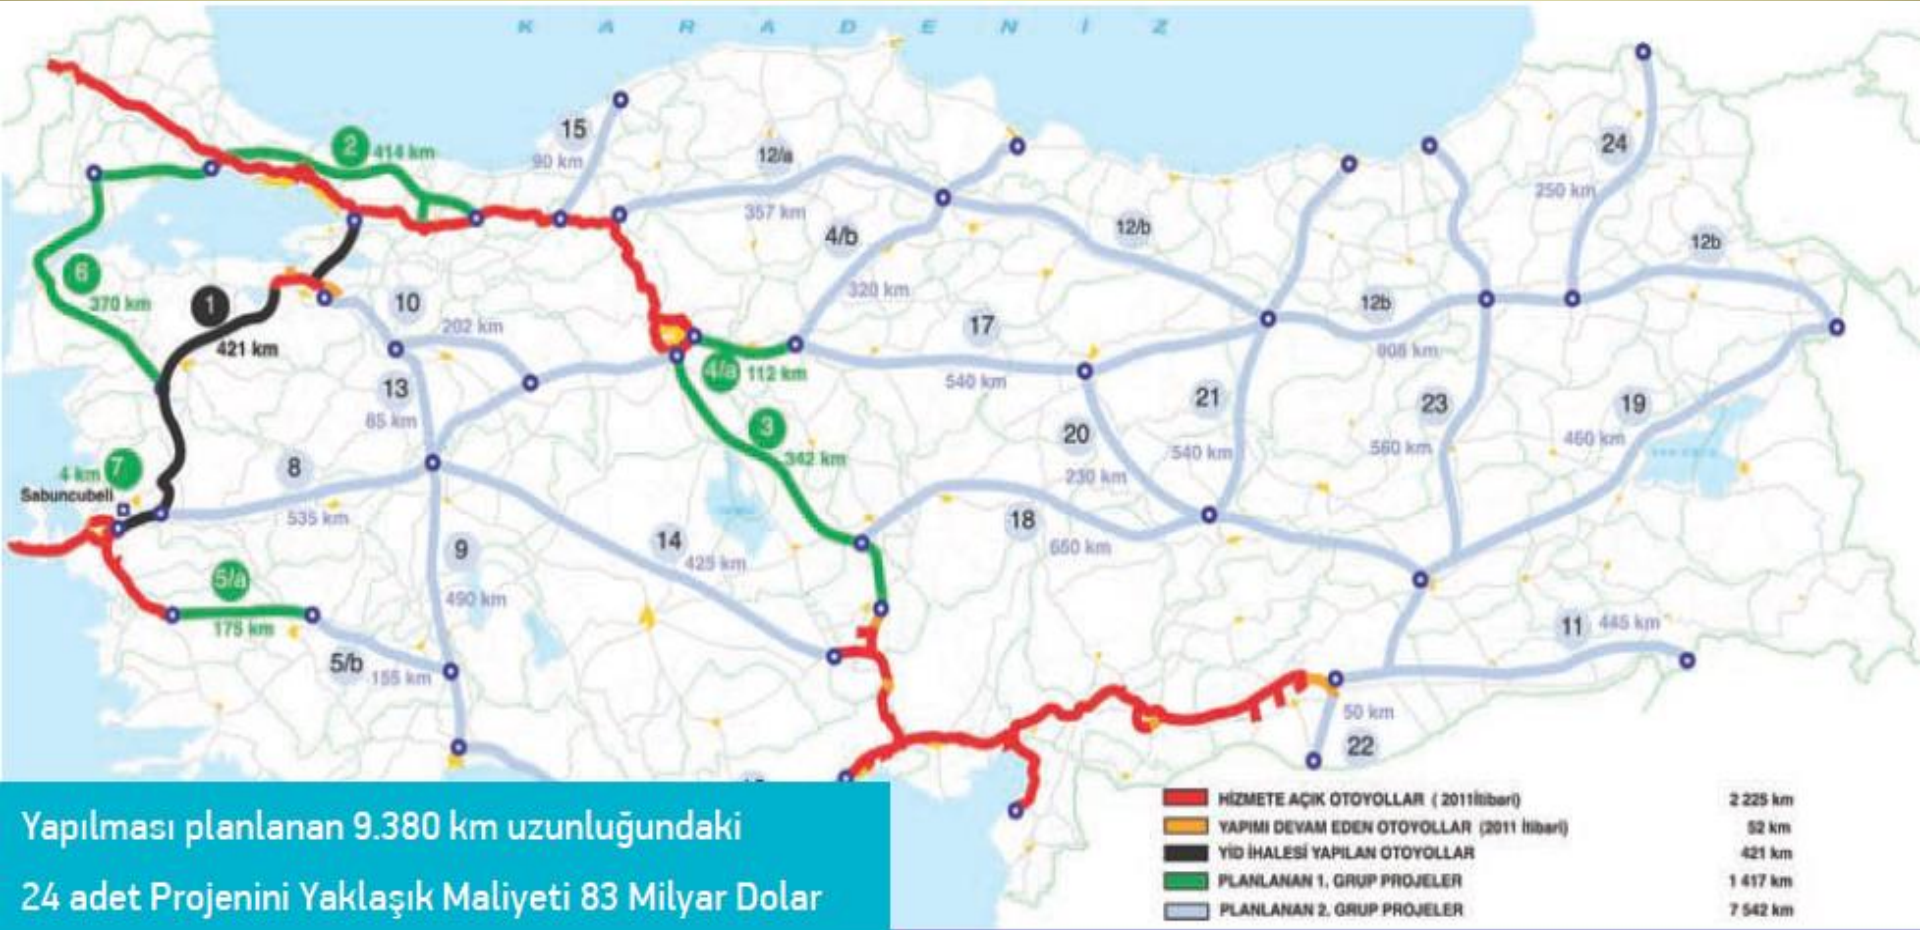 K A R A D E N İ Z
24
15
2 414 km
90 km
12/a
250 km
357 km
12/b
4/b
12b
6
370 km
1
10
320 km
12b
421 km
202 km
17
908 km
4/a 112 km
540 km
13
85 km
21
23
19
3
20
342 km
540 km
560 km
460 km
4 km 7
8
230 km
Sabuncubeli
535 km
18
9
14
425 km
650 km
5/a
490 km
175 km
11 445 km
5/b 155 km
50 km
22
HİZMETE AÇIK OTOYOLLAR ( 2011İtibari) 2 225 km
YAPIMI DEVAM EDEN OTOYOLLAR (2011 İtibari) 52 km
YİD İHALESİ YAPILAN OTOYOLLAR 421 km
PLANLANAN 1. GRUP PROJELER 1 417 km
PLANLANAN 2. GRUP PROJELER 7 542 km
Yapılması planlanan 9.380 km uzunluğundaki
24 adet Projenini Yaklaşık Maliyeti 83 Milyar Dolar